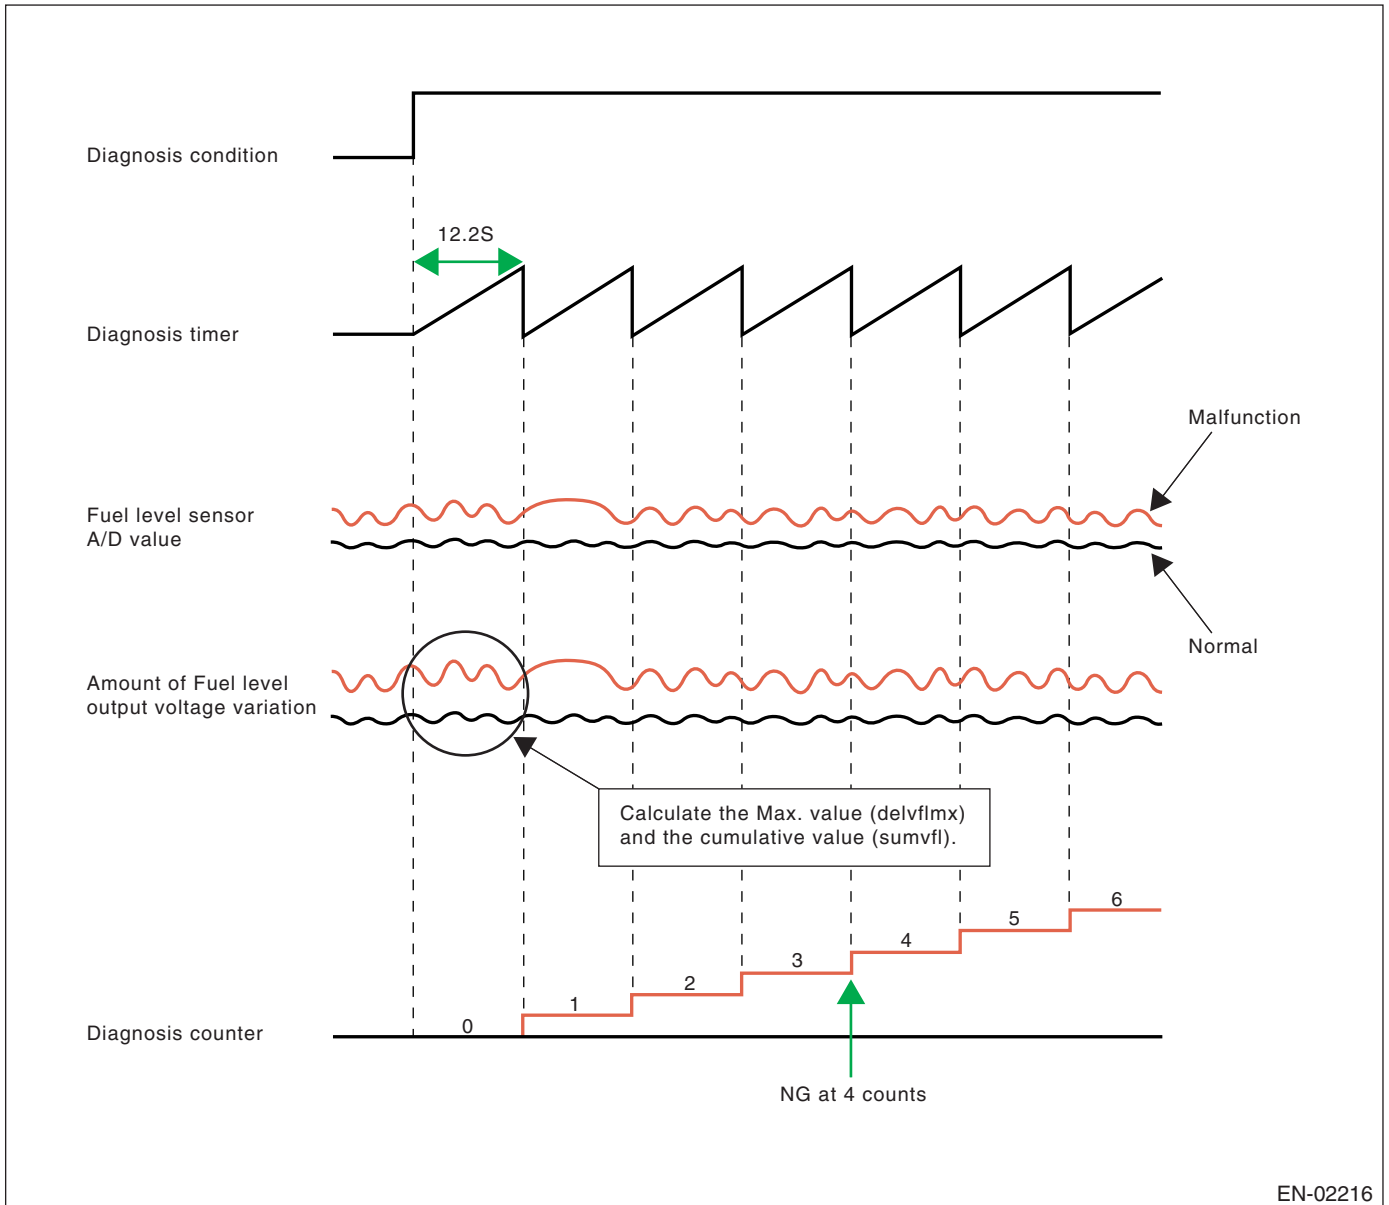 Diagnosis condition
12.2S
Diagnosis timer
Malfunction
Fuel level sensor
A/D value
Normal
Amount of Fuel level
output voltage variation
Calculate the Max. value (delvflmx)
and the cumulative value (sumvfl).
6
5
4
3
2
1
0
Diagnosis counter
NG at 4 counts
EN-02216